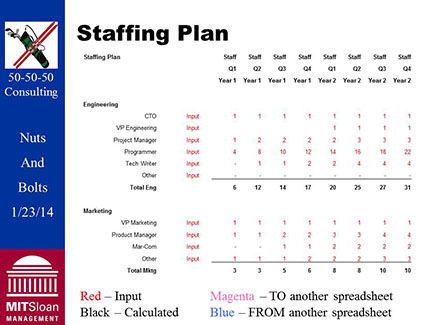 Staffing Plan
50-50-50
Consulting
Nuts
And
Bolts
1/23/14
MITSloan
MANAGEMENT
Staffing Plan Staff Staff Staff Staff Staff Staff Staff Staff
Q1 Q2 Q3 Q4 Q1 Q2 Q3 Q4
Year 1 Year 1 Year 1 Year 1 Year 2 Year 2 Year 2 Year 2
Engineering
CTO Input 1 1 1 1 1 1 1 1
VP Engineering Input 1 1 1 1
Project Manager Input 1 2 2 2 2 3 3 3
Programmer Input 4 8 10 12 14 16 18 22
Tech Writer Input - 1 1 2 2 4 4 4
Other Input - - - - - - - -
Total Eng 6 12 14 17 20 25 27 31
Marketing
VP Marketing Input 1 1 1 1 1 1 1 1
Product Manager Input 1 1 2 2 3 3 4 4
Mar-Com Input - - 1 1 2 2 2 2
Other Input 1 1 1 2 2 2 3 3
Total Mktg 3 3 5 6 8 8 10 10
Red – Input Magenta – TO another spreadsheet
Black – Calculated Blue – FROM another spreadsheet